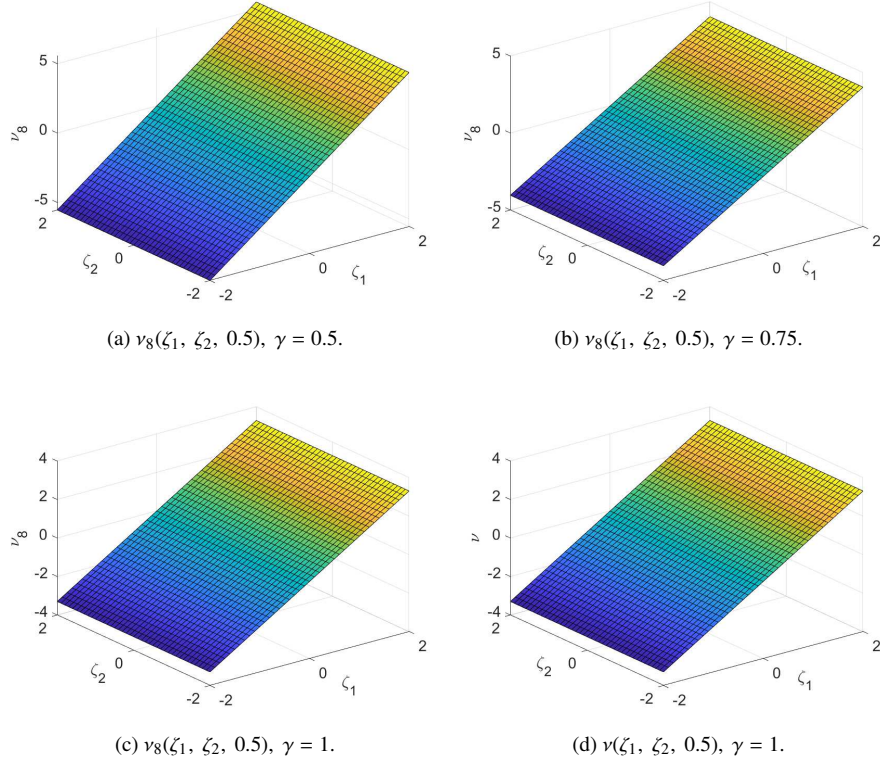 5
0
-5
ν8
2
0
-2
ζ2
-2
0
2
ζ1
(a) ν8(ζ1, ζ2, 0.5), γ = 0.5.
5
0
-5
ν8
2
0
-2
ζ2
-2
0
2
ζ1
(b) ν8(ζ1, ζ2, 0.5), γ = 0.75.
4
2
0
-2
-4
ν8
2
0
-2
ζ2
-2
0
2
ζ1
(c) ν8(ζ1, ζ2, 0.5), γ = 1.
4
2
0
-2
-4
ν
2
0
-2
ζ2
-2
0
2
ζ1
(d) ν(ζ1, ζ2, 0.5), γ = 1.